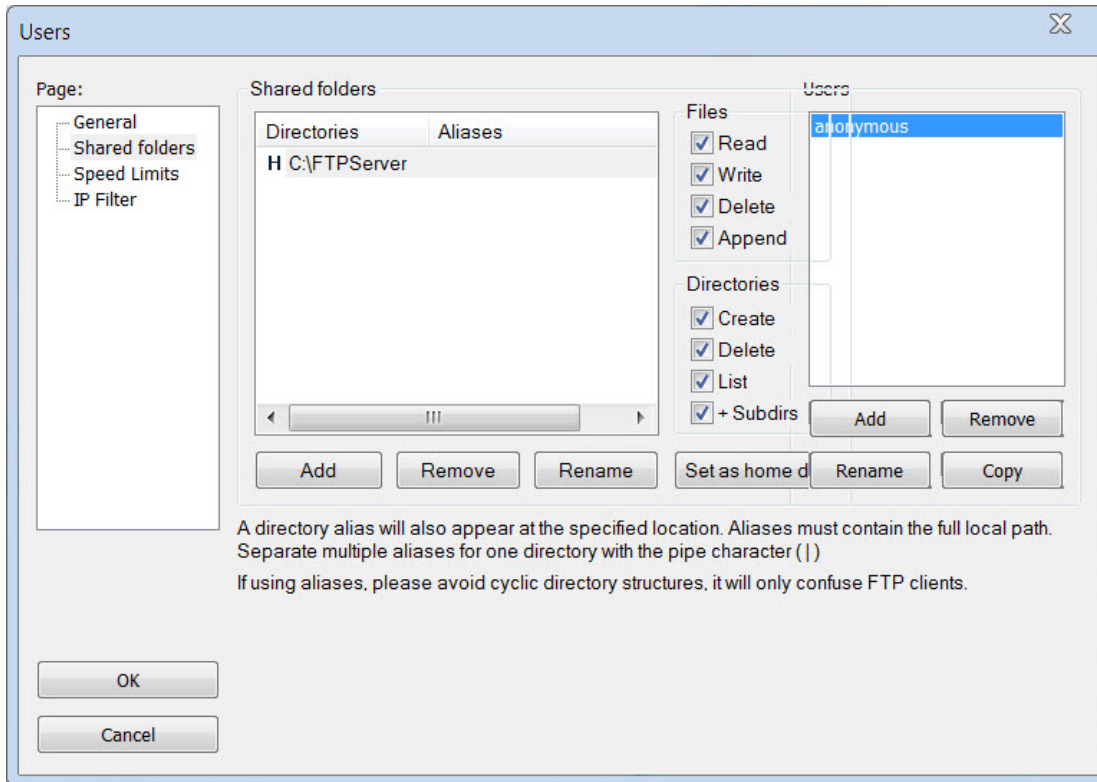 Users
Page:
General
Shared folders
Speed Limits
IP Filter
OK
Cancel
Shared folders
Directories Aliases
H C:\FTPServer
Add Remove Rename Set as home d
Files
Read
Write
Delete
Append
Directories
Create
Delete
List
+ Subdirs
Users
anonymous
Add Remove
Rename Copy
A directory alias will also appear at the specified location. Aliases must contain the full local path.
Separate multiple aliases for one directory with the pipe character ( | )
If using aliases, please avoid cyclic directory structures, it will only confuse FTP clients.